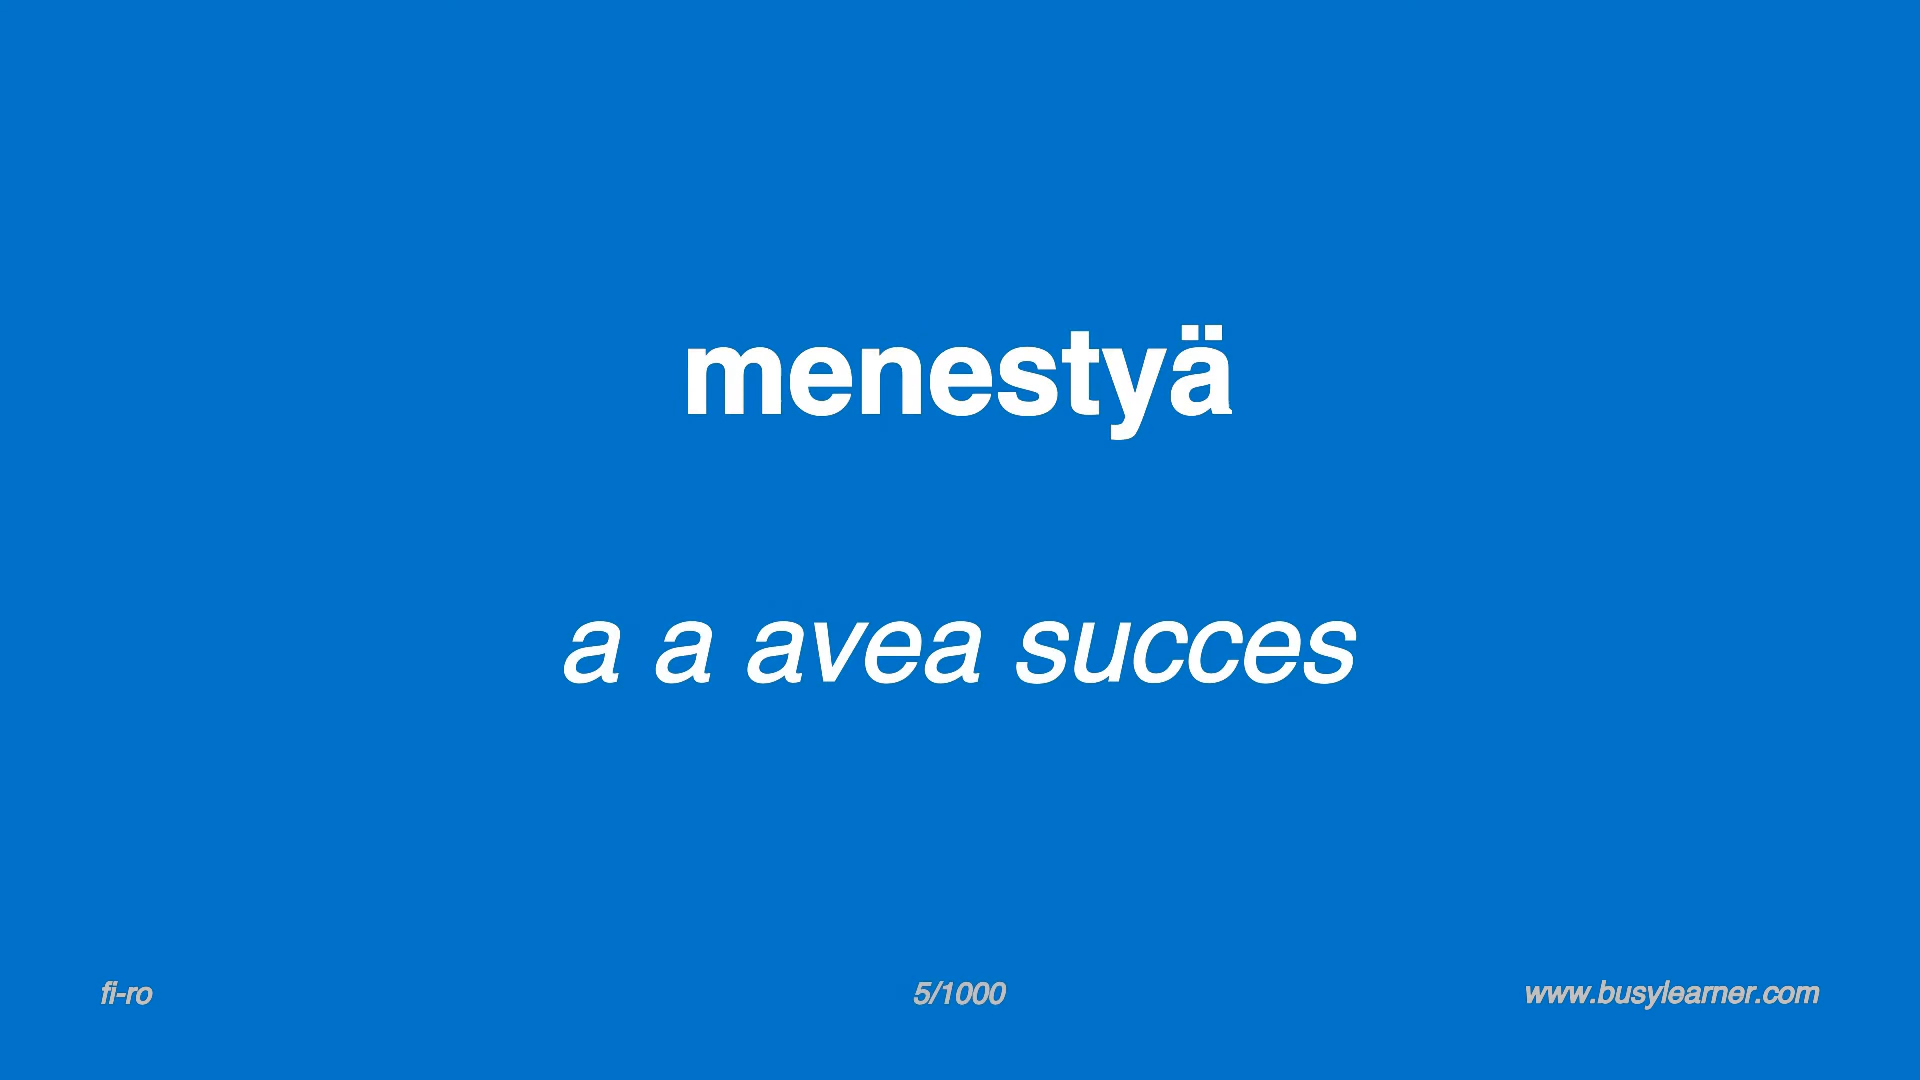 menestyä
a a avea succes
fi-ro
5/1000
www.busylearner.com